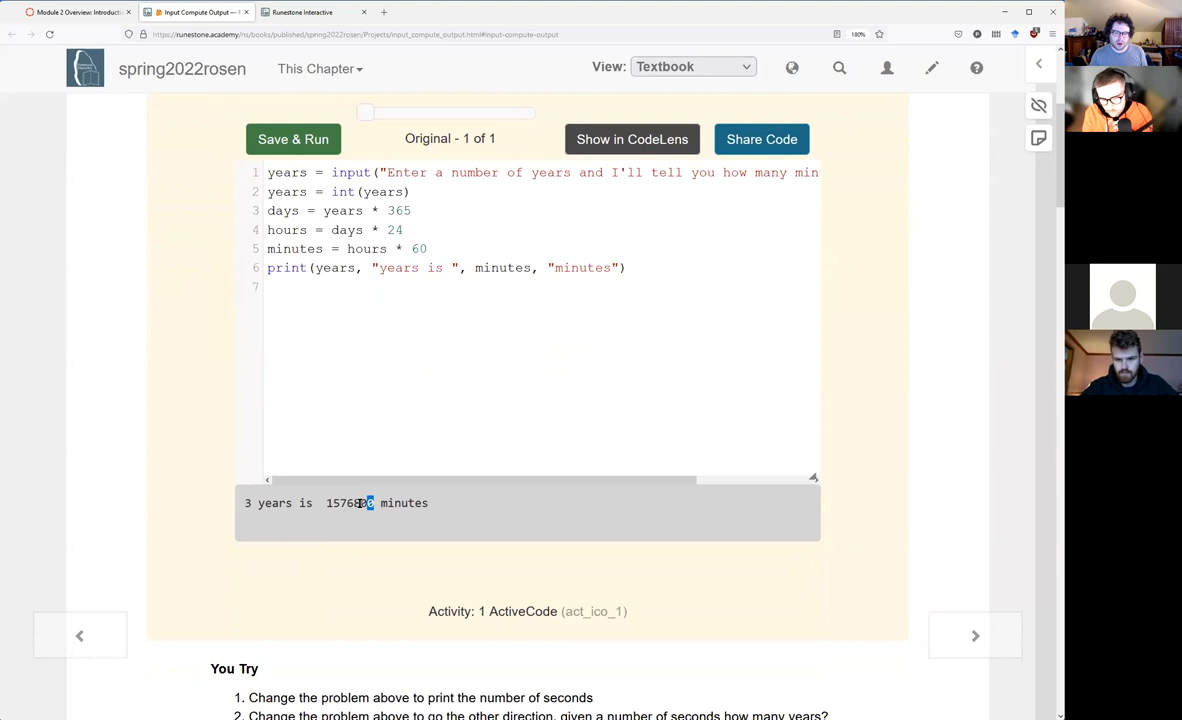 Module 2 Overview: Introducti
Input Compute Output —
Runestone Interactive
https://runestone.academy/ns/books/published/spring2022rosen/Projects/input_compute_output.html#input-compute-output
180%
spring2022rosen
This Chapter
View:
Textbook
Save & Run
Original - 1 of 1
Show in CodeLens
Share Code
1 years = input("Enter a number of years and I'll tell you how many min
2 years = int(years)
3 days = years * 365
4 hours = days * 24
5 minutes = hours * 60
6 print(years, "years is ", minutes, "minutes")
7
3 years is  1576800 minutes
Activity: 1 ActiveCode (act_ico_1)
You Try
1. Change the problem above to print the number of seconds
2. Change the problem above to go the other direction, given a number of seconds how many years?